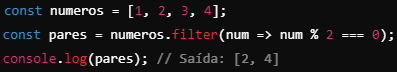 const numeros = [1, 2, 3, 4];
const pares = numeros.filter(num => num % 2 === 0);
console.log(pares); // Saída: [2, 4]